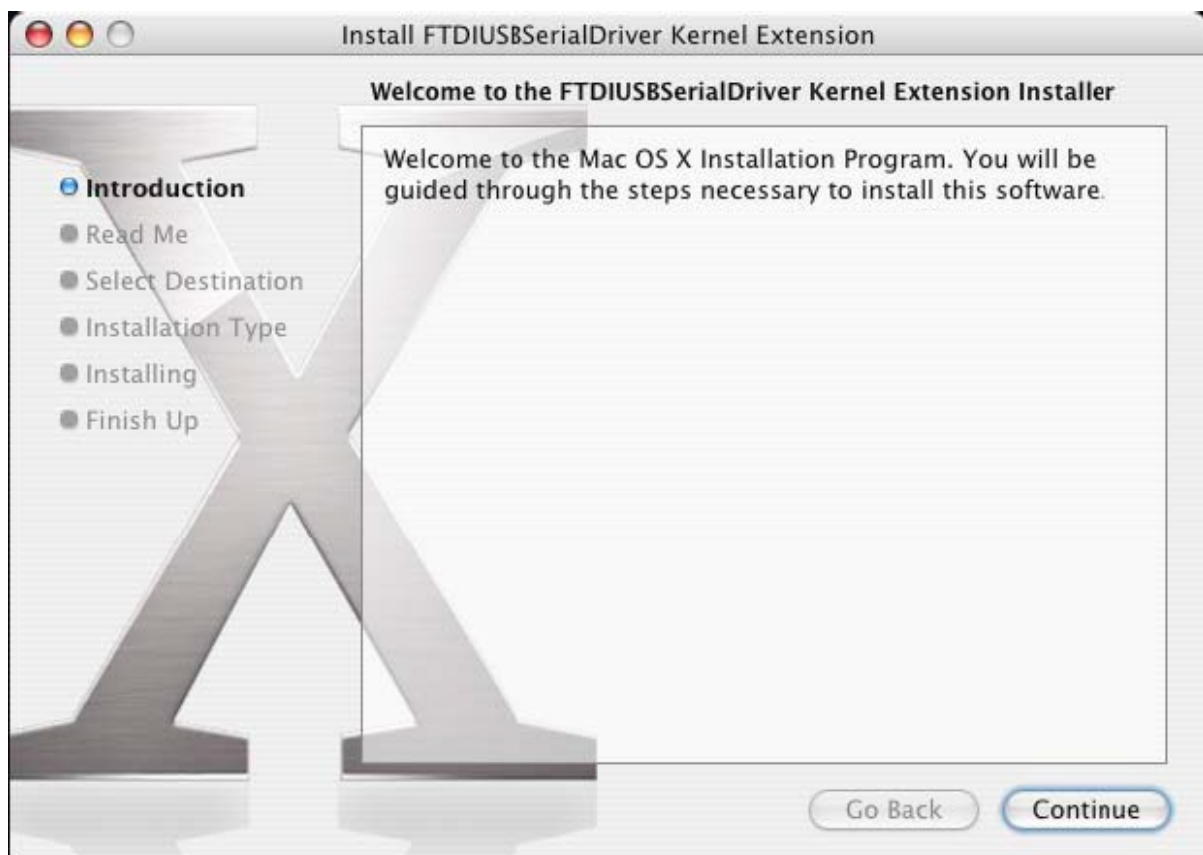 Install FTDIUSBSerialDriver Kernel Extension
Welcome to the FTDIUSBSerialDriver Kernel Extension Installer
Introduction
Read Me
Select Destination
Installation Type
Installing
Finish Up
Welcome to the Mac OS X Installation Program. You will be
guided through the steps necessary to install this software.
Go Back
Continue